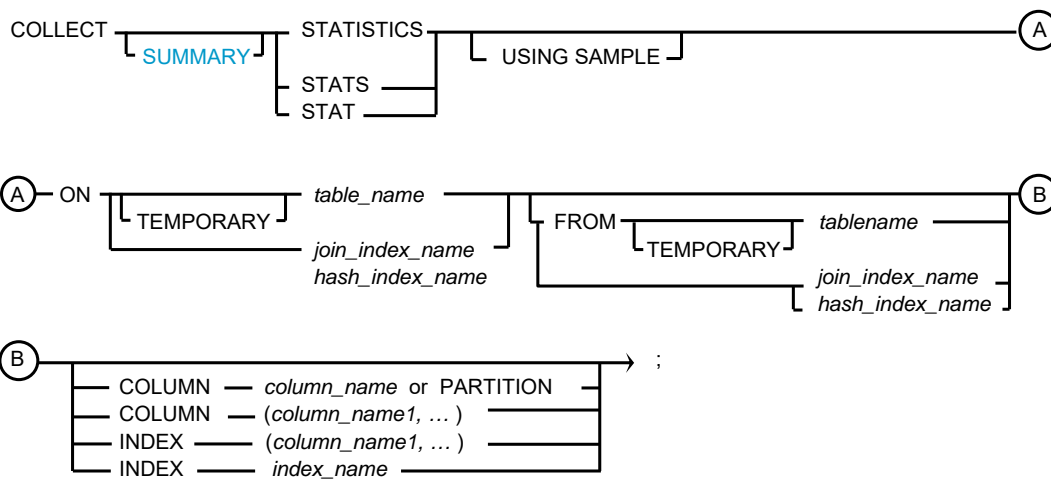 COLLECT STATISTICS A
SUMMARY USING SAMPLE
STATS
STAT
A ON table_name B
TEMPORARY FROM tablename
TEMPORARY
join_index_name join_index_name
hash_index_name hash_index_name
B ;
COLUMN column_name or PARTITION
COLUMN (column_name1, … )
INDEX (column_name1, … )
INDEX index_name